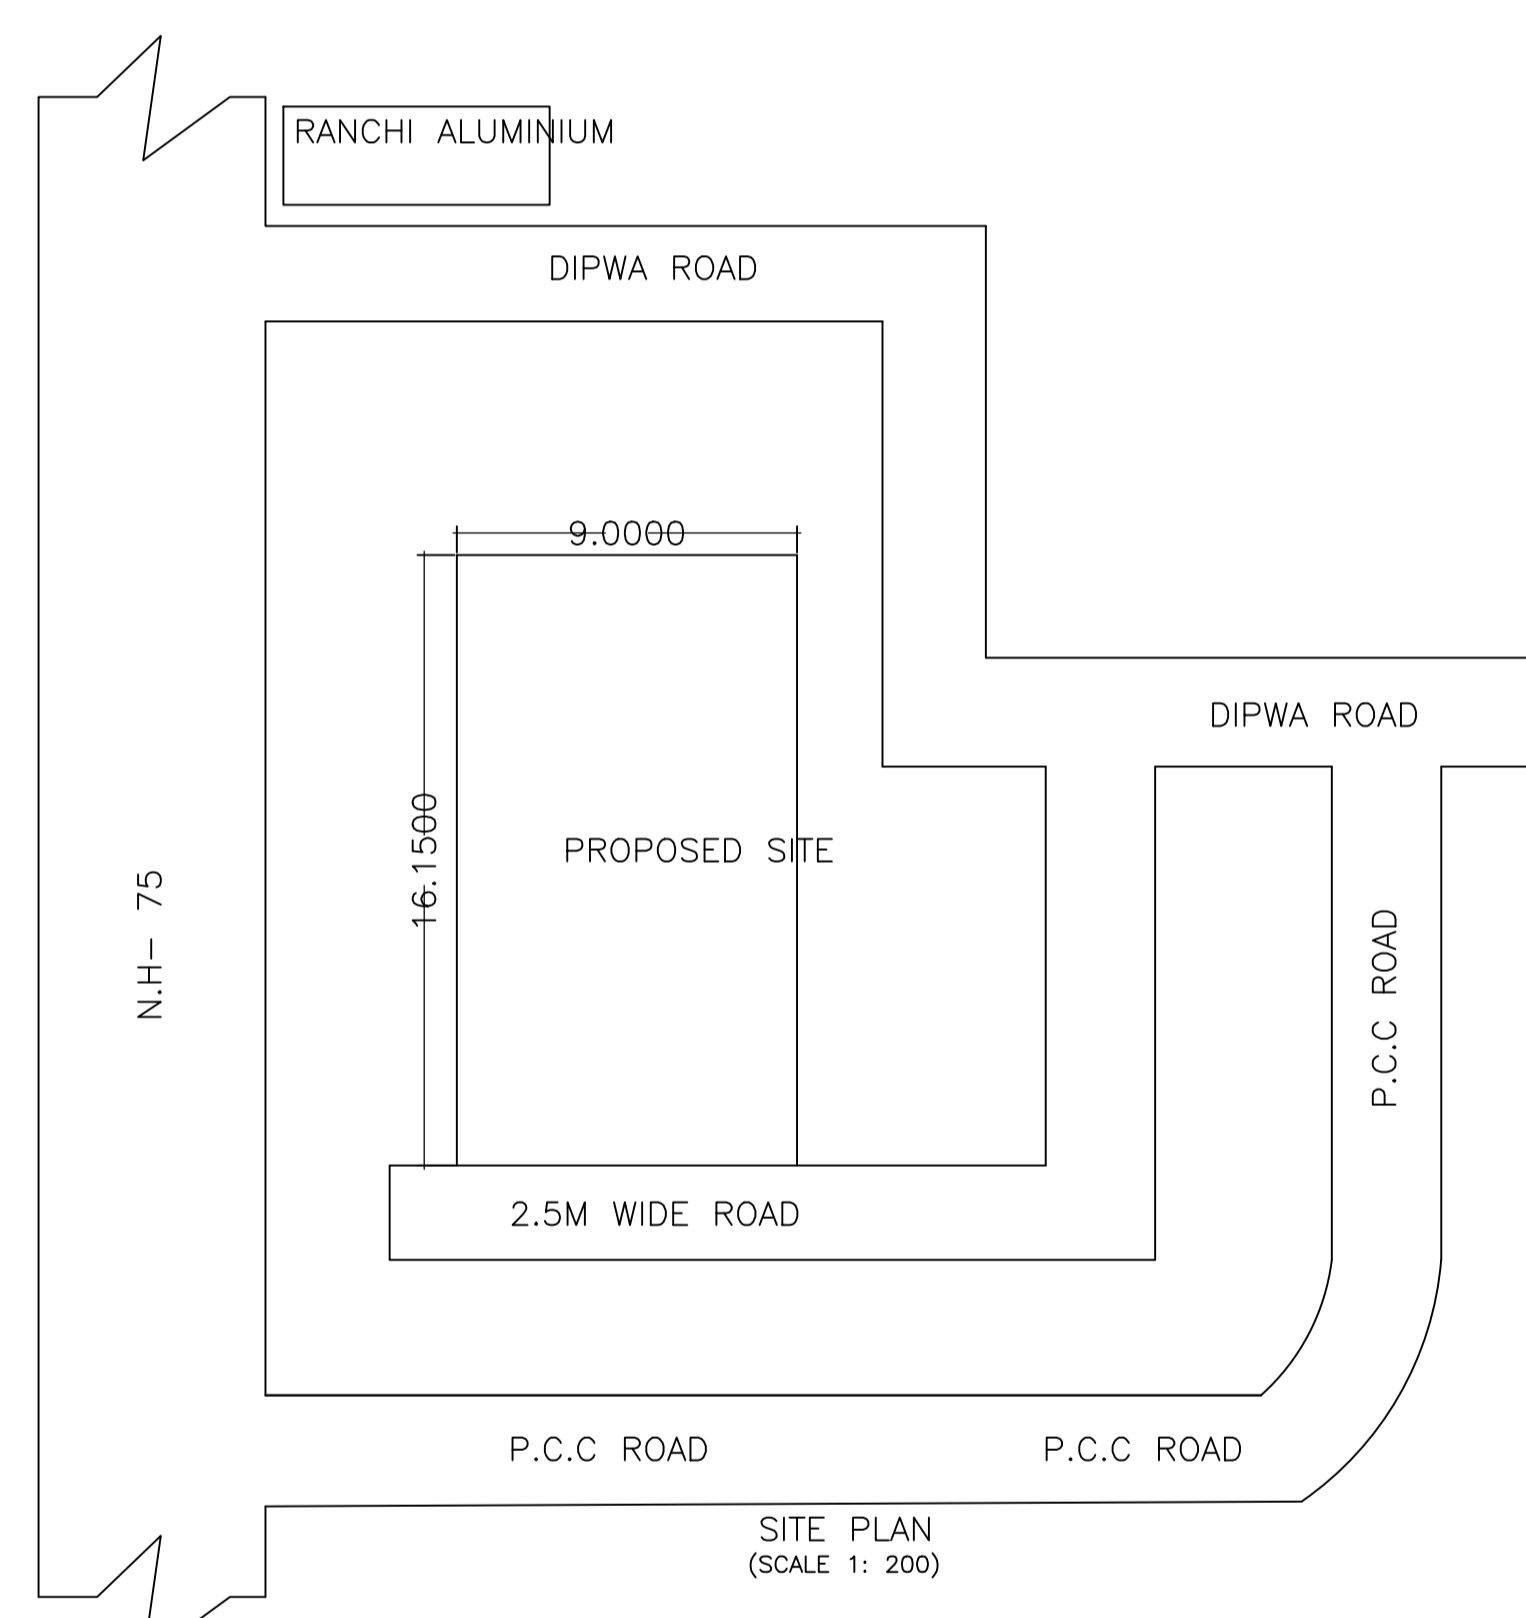 RANCHI ALUMINIUM
DIPWA ROAD
9.0000
DIPWA ROAD
16.1500
PROPOSED SITE
N.H- 75
P.C.C ROAD
2.5M WIDE ROAD
P.C.C ROAD
P.C.C ROAD
SITE PLAN
(SCALE 1: 200)